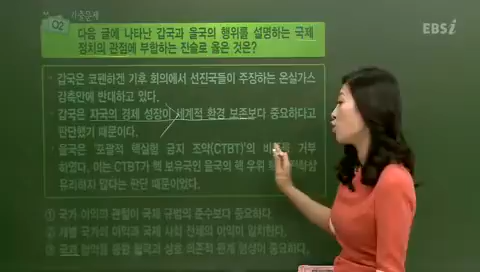 기출문제
EBSi
02 다음 글에 나타난 갑국과 을국의 행위를 설명하는 국제
정치의 관점에 부합하는 진술로 옳은 것은?
· 갑국은 코펜하겐 기후 회의에서 선진국들이 주장하는 온실가스
감축안에 반대하고 있다.
갑국은 자국의 경제 성장이 세계적 환경 보존보다 중요하다고
판단했기 때문이다.
· 을국은 '포괄적 핵실험 금지 조약(CTBT)'의 거부
하였다. 이는 CTBT가 핵 보유국인 을국의 핵 우위
유리하지 않다는 판단 때문이었다.
① 국가 이익의 관철이 국제 규범의 준수보다 중요하다.
② 개별 국가의 이익과 국제 사회 전체의 이익이 일치한다.
③ 국과 협약을 통한 을국과 상호 의존적 관계 형성이 중요하다.